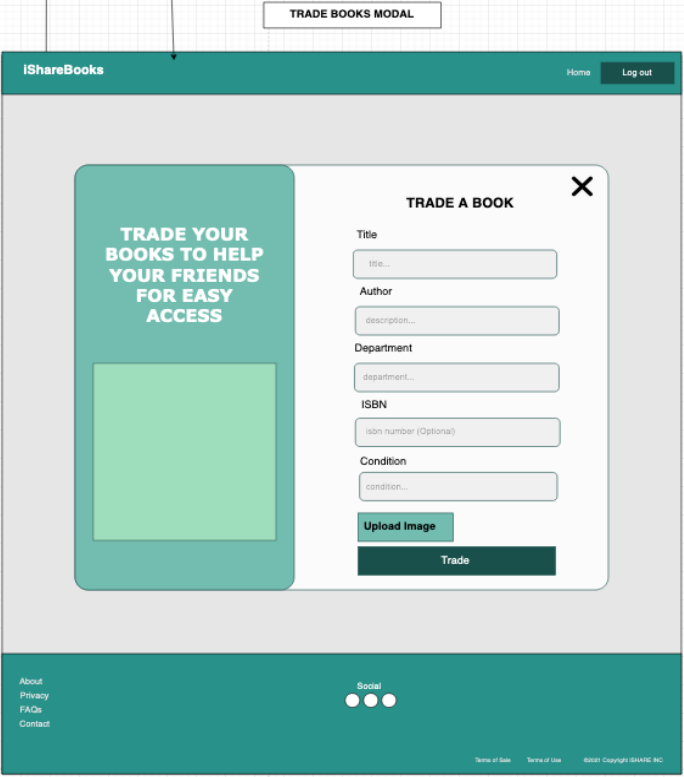 TRADE BOOKS MODAL
iShareBooks
Home
Log out
TRADE YOUR
BOOKS TO HELP
YOUR FRIENDS
FOR EASY
ACCESS
TRADE A BOOK
Title
title...
Author
description...
Department
department...
ISBN
isbn number (Optional)
Condition
condition...
Upload Image
Trade
About
Privacy
FAQs
Contact
Social
Terms of Sale
Terms of Use
©2021 Copyright ISHARE INC